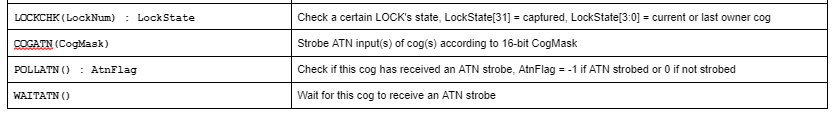 LOCKCHK(LockNum) : LockState Check a certain LOCK's state, LockState[31] = captured, LockState[3:0] = current or last owner cog
COGATN(CogMask) Strobe ATN input(s) of cog(s) according to 16-bit CogMask
POLLATN() : AtnFlag Check if this cog has received an ATN strobe, AtnFlag = -1 if ATN strobed or 0 if not strobed
WAITATN() Wait for this cog to receive an ATN strobe